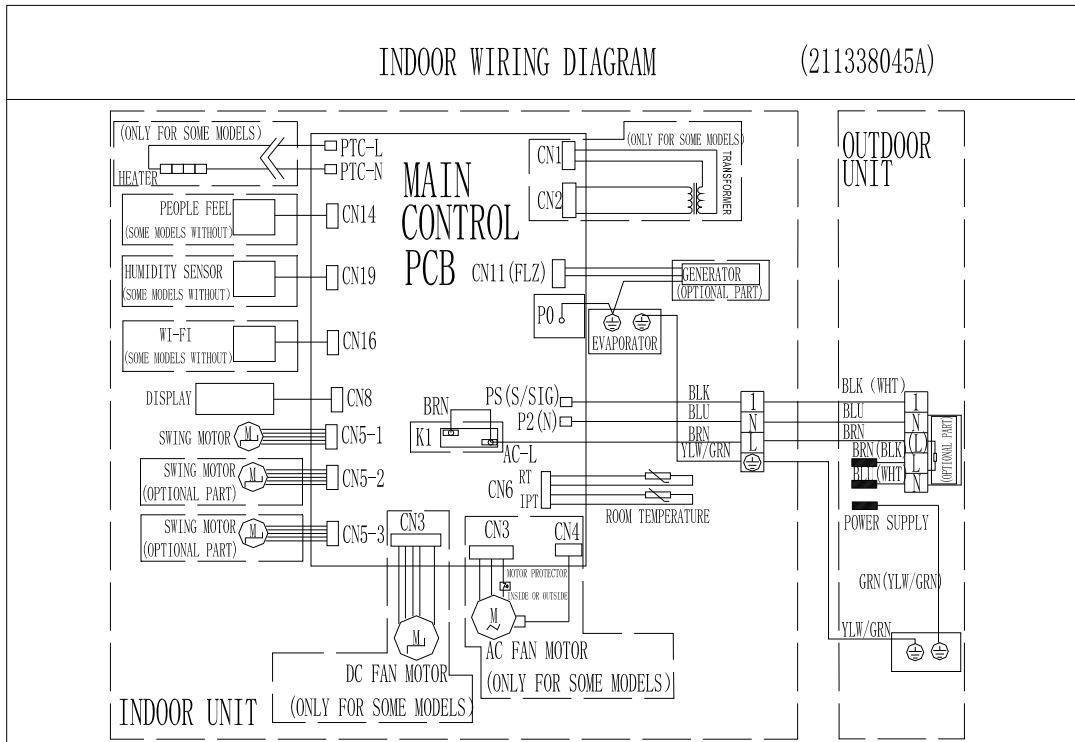 INDOOR WIRING DIAGRAM (211338045A)
(ONLY FOR SOME MODELS)
HEATER
PTC-L
PTC-N
MAIN
CONTROL
PCB
(ONLY FOR SOME MODELS)
CN1
CN2
TRANSFORMER
OUTDOOR
UNIT
PEOPLE FEEL
(SOME MODELS WITHOUT)
CN14
HUMIDITY SENSOR
(SOME MODELS WITHOUT)
CN19
CN11(FLZ)
GENERATOR
(OPTIONAL PART)
P0
EVAPORATOR
WI-FI
(SOME MODELS WITHOUT)
CN16
DISPLAY
CN8
SWING MOTOR
M
CN5-1
SWING MOTOR
(OPTIONAL PART)
M
CN5-2
SWING MOTOR
(OPTIONAL PART)
M
CN5-3
BRN
K1
AC-L
PS(S/SIG)
P2(N)
BLK
BLU
BRN
YLW/GRN
1
N
L
BLK(WHT)
BLU
BRN
BRN(BLK)
BLU(WHT)
1
N
(L)
L
N
(OPTIONAL PART)
POWER SUPPLY
CN6
RT
IPT
ROOM TEMPERATURE
CN3
M
DC FAN MOTOR
(ONLY FOR SOME MODELS)
CN3
CN4
MOTOR PROTECTOR
INSIDE OR OUTSIDE
M
AC FAN MOTOR
(ONLY FOR SOME MODELS)
GRN(YLW/GRN)
YLW/GRN
INDOOR UNIT